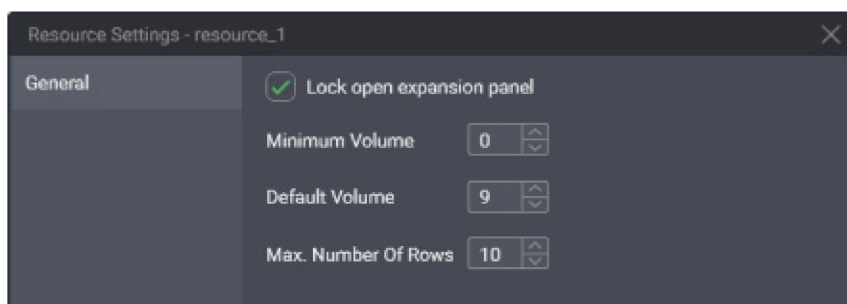 Resource Settings - resource_1
General
Lock open expansion panel
Minimum Volume 0
Default Volume 9
Max. Number Of Rows 10